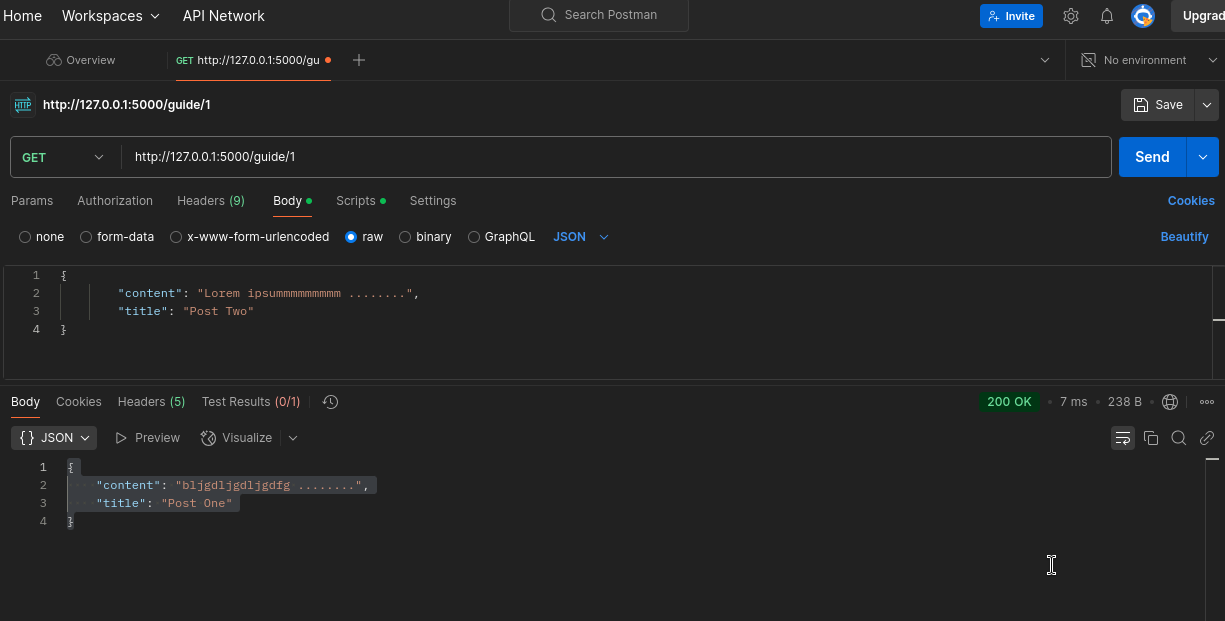 Home Workspaces API Network Search Postman Invite Upgrad
Overview GET http://127.0.0.1:5000/gu No environment
HTTP http://127.0.0.1:5000/guide/1 Save
GET http://127.0.0.1:5000/guide/1 Send
Params Authorization Headers (9) Body Scripts Settings Cookies
none form-data x-www-form-urlencoded raw binary GraphQL JSON Beautify
1 {
2 "content": "Lorem ipsummmmmmmmm ........",
3 "title": "Post Two"
4 }
Body Cookies Headers (5) Test Results (0/1) 200 OK • 7 ms • 238 B •
{} JSON Preview Visualize
1 {
2 "content": "bljgdljgdljgdfg ........",
3 "title": "Post One"
4 }